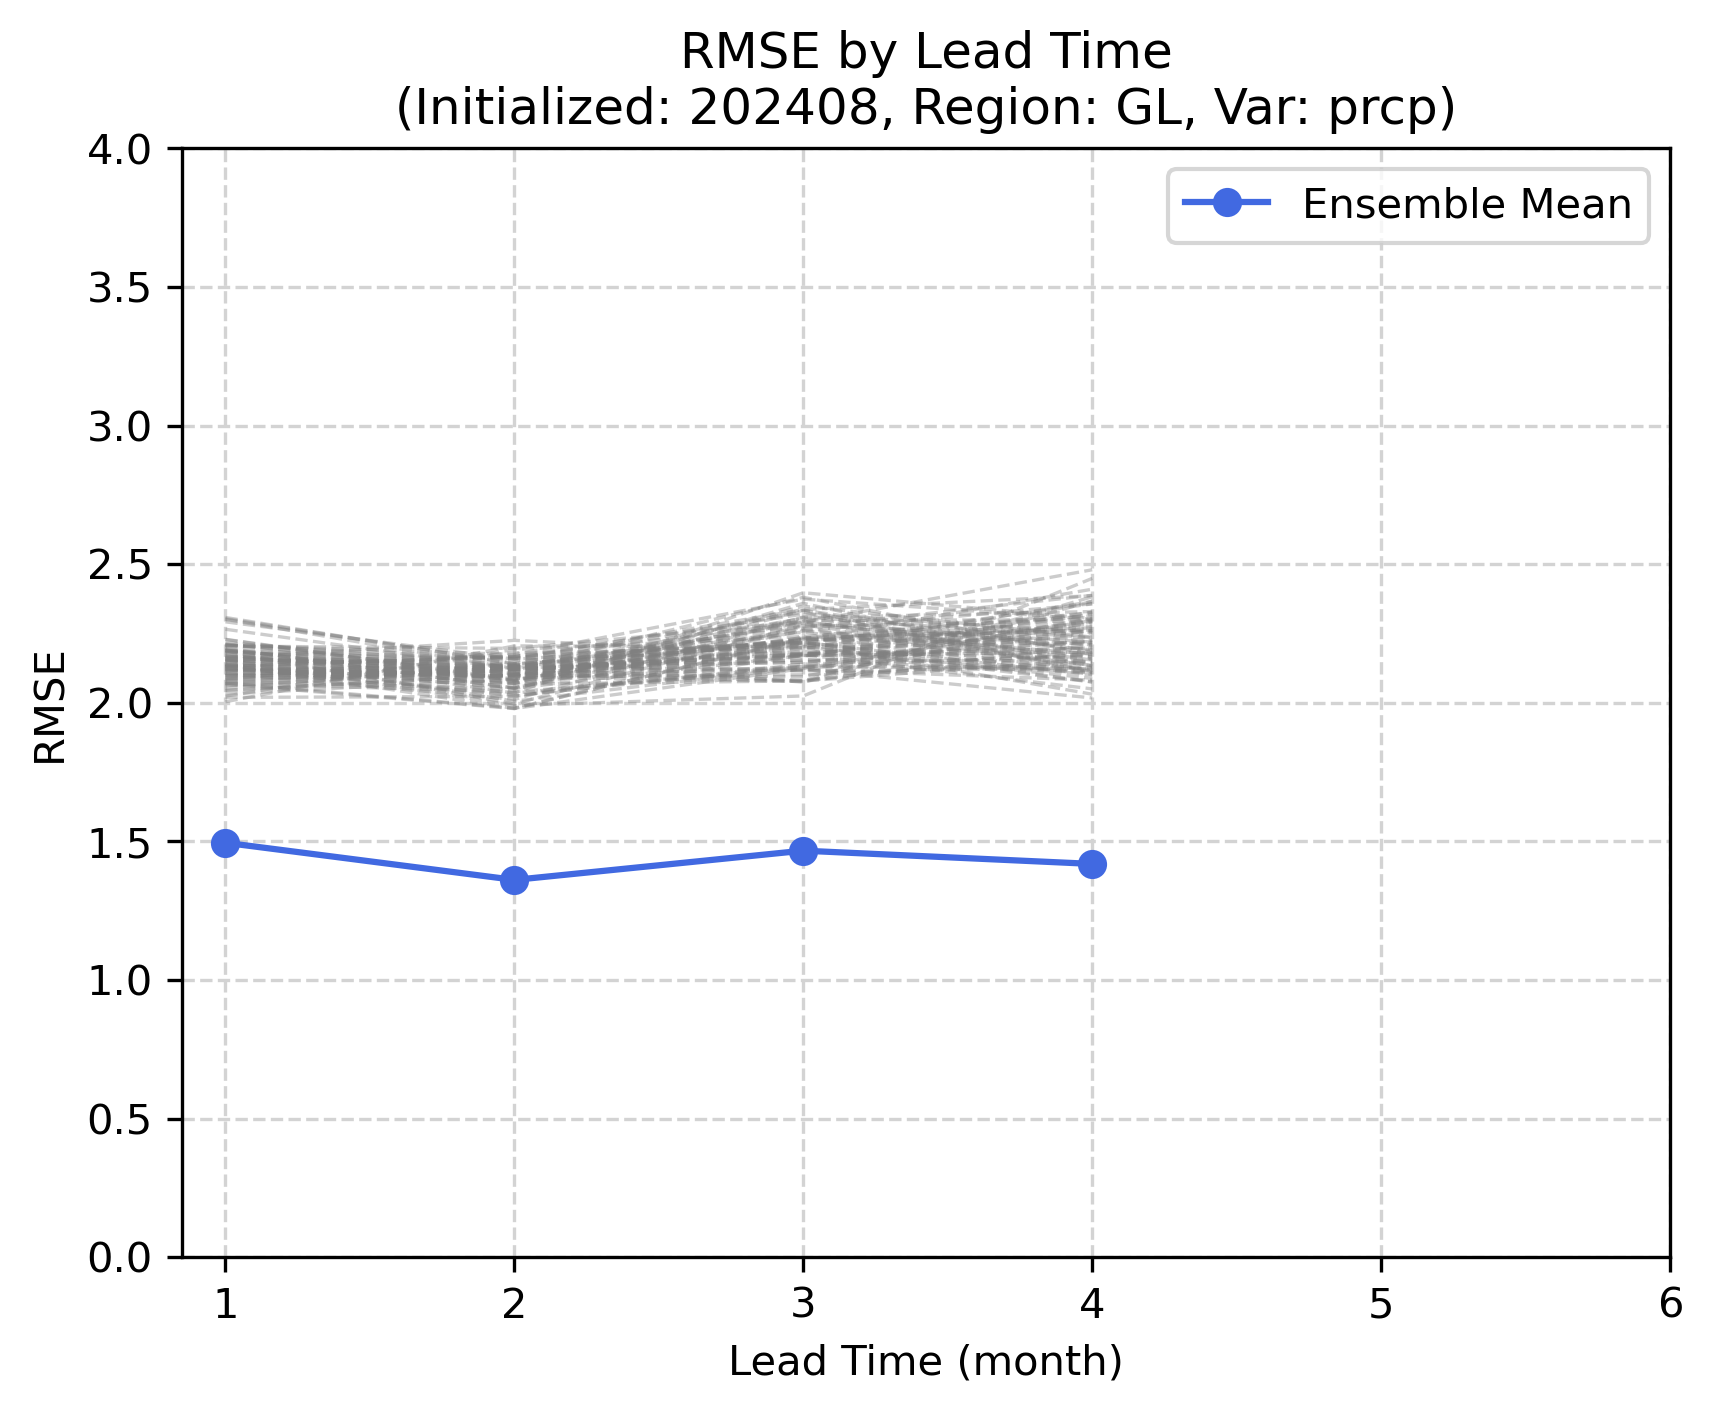 RMSE by Lead Time
(Initialized: 202408, Region: GL, Var: prcp)
4.0
3.5
3.0
2.5
2.0
1.5
1.0
0.5
0.0
RMSE
Ensemble Mean
1 2 3 4 5 6
Lead Time (month)